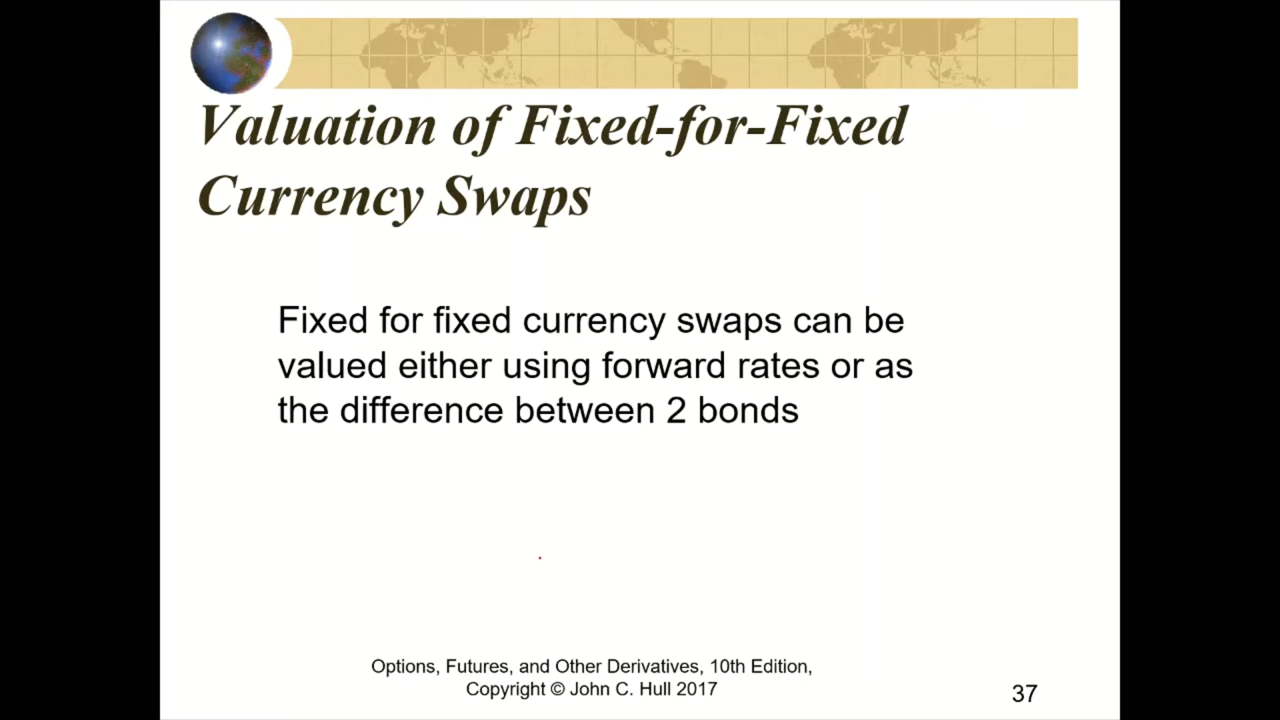 Valuation of Fixed-for-Fixed
Currency Swaps
Fixed for fixed currency swaps can be
valued either using forward rates or as
the difference between 2 bonds
Options, Futures, and Other Derivatives, 10th Edition,
Copyright © John C. Hull 2017
37